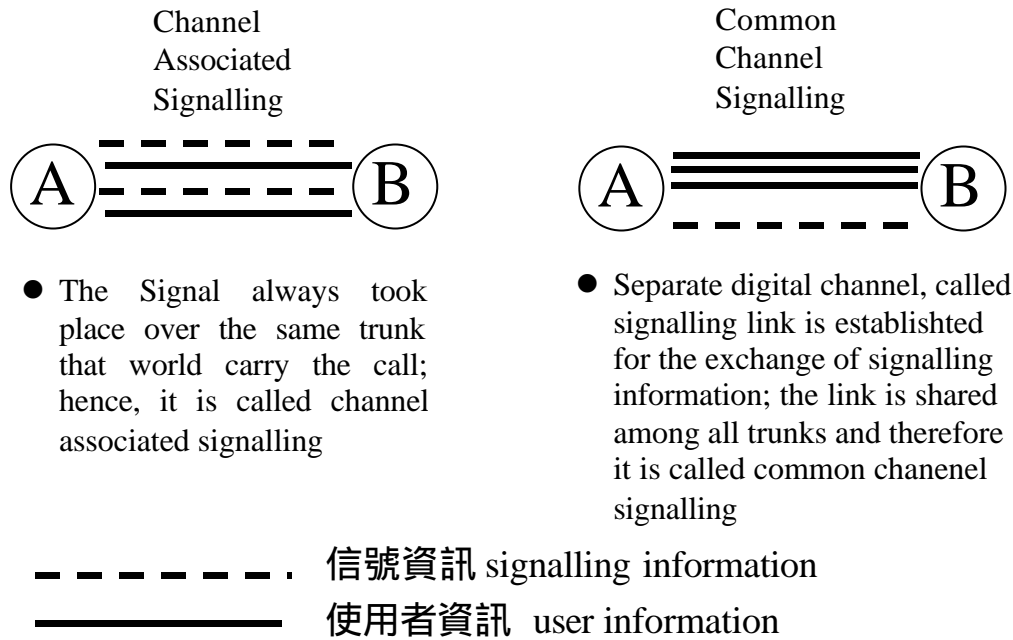 Channel
Associated
Signalling
A
B
● The Signal always took
place over the same trunk
that world carry the call;
hence, it is called channel
associated signalling
Common
Channel
Signalling
A
B
● Separate digital channel, called
signalling link is establishted
for the exchange of signalling
information; the link is shared
among all trunks and therefore
it is called common chanenel
signalling
信號資訊 signalling information
使用者資訊 user information